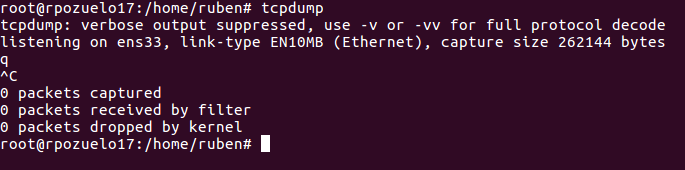 root@rpozuelo17:/home/ruben# tcpdump
tcpdump: verbose output suppressed, use -v or -vv for full protocol decode
listening on ens33, link-type EN10MB (Ethernet), capture size 262144 bytes
q
^C
0 packets captured
0 packets received by filter
0 packets dropped by kernel
root@rpozuelo17:/home/ruben#